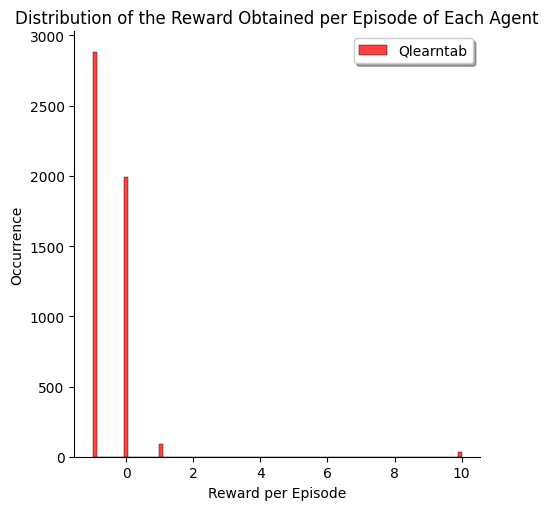 Distribution of the Reward Obtained per Episode of Each Agent
Qlearntab
3000
2500
2000
1500
1000
500
0
Occurrence
0 2 4 6 8 10
Reward per Episode